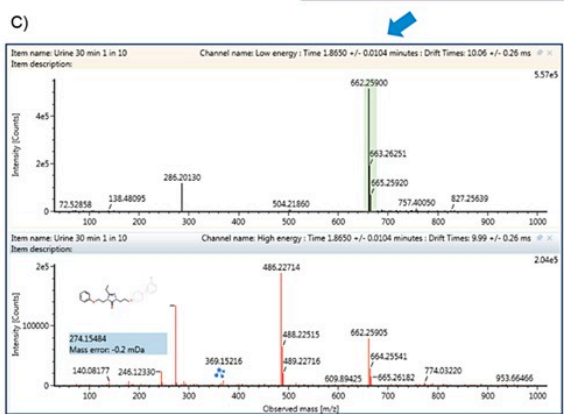 C)
Item name: Urine 30 min 1 in 10 Channel name: Low energy : Time 1.8650 +/- 0.0104 minutes : Drift Times: 10.06 +/- 0.26 ms
Item description:
5.57e5
662.25900
4e5
663.26251
2e5
286.20130
665.25920
72.52858
138.48095
504.21860
757.40050
827.25639
0
100 200 300 400 500 600 700 800 900 1000
Intensity [Counts]
Item name: Urine 30 min 1 in 10 Channel name: High energy : Time 1.8650 +/- 0.0104 minutes : Drift Times: 9.99 +/- 0.26 ms
Item description:
2.04e5
2e5
486.22714
274.15484
Mass error: -0.2 mDa
488.22515
662.25905
100000
664.25541
369.15216
489.22716
140.08177
246.12330
609.89425
665.26182
774.03220
953.66466
0
100 200 300 400 500 600 700 800 900 1000
Intensity [Counts]
Observed mass [m/z]